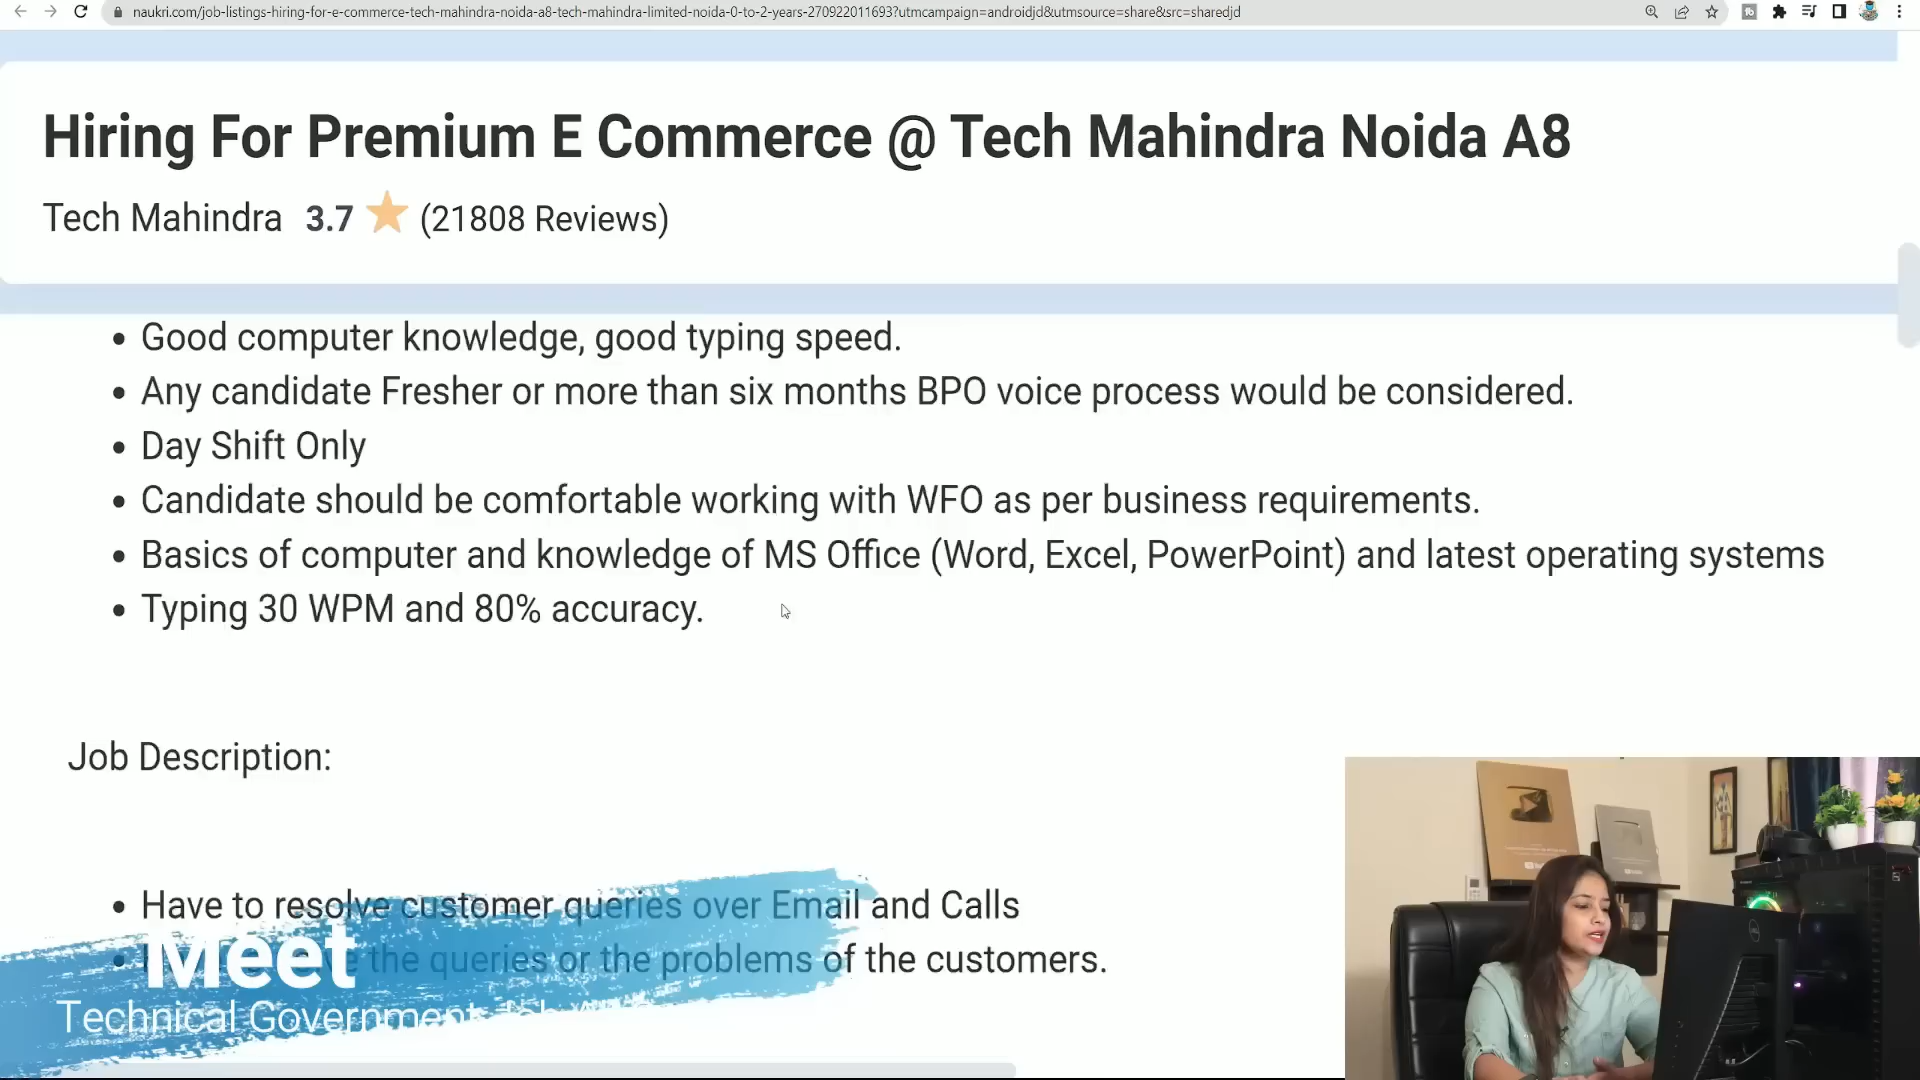 naukri.com/job-listings-hiring-for-e-commerce-tech-mahindra-noida-a8-tech-mahindra-limited-noida-0-to-2-years-270922011693?utmcampaign=androidjd&utmsource=share&src=sharedjd
Hiring For Premium E Commerce @ Tech Mahindra Noida A8
Tech Mahindra 3.7 (21808 Reviews)
• Good computer knowledge, good typing speed.
• Any candidate Fresher or more than six months BPO voice process would be considered.
• Day Shift Only
• Candidate should be comfortable working with WFO as per business requirements.
• Basics of computer and knowledge of MS Office (Word, Excel, PowerPoint) and latest operating systems
• Typing 30 WPM and 80% accuracy.
Job Description:
• Have to resolve customer queries over Email and Calls
• the queries or the problems of the customers.
Meet
Technical Government Job
DELL